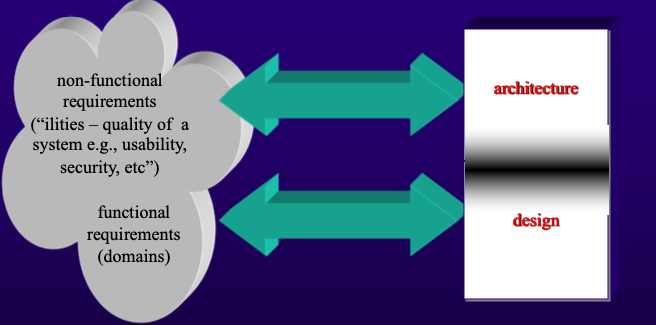 non-functional
requirements
(“ilities – quality of a
system e.g., usability,
security, etc”)
functional
requirements
(domains)
architecture
design